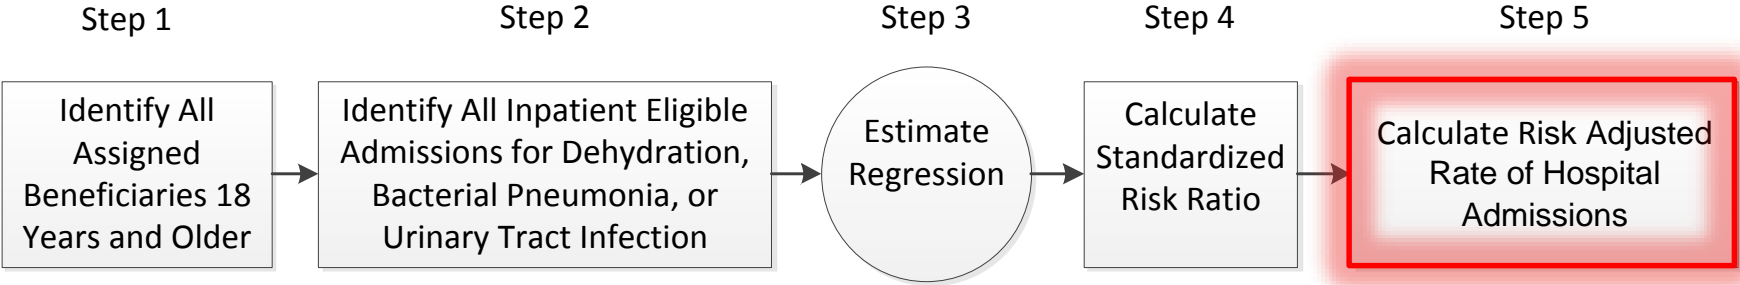 Step 1
Step 2
Step 3
Step 4
Step 5
Identify All
Assigned
Beneficiaries 18
Years and Older
Identify All Inpatient Eligible
Admissions for Dehydration,
Bacterial Pneumonia, or
Urinary Tract Infection
Estimate
Regression
Calculate
Standardized
Risk Ratio
Calculate Risk Adjusted
Rate of Hospital
Admissions